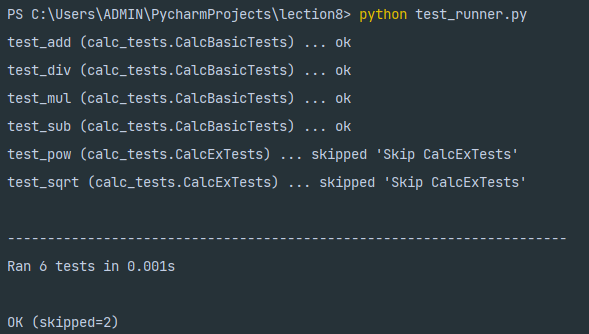 PS C:\Users\ADMIN\PycharmProjects\lection8> python test_runner.py
test_add (calc_tests.CalcBasicTests) ... ok
test_div (calc_tests.CalcBasicTests) ... ok
test_mul (calc_tests.CalcBasicTests) ... ok
test_sub (calc_tests.CalcBasicTests) ... ok
test_pow (calc_tests.CalcExTests) ... skipped 'Skip CalcExTests'
test_sqrt (calc_tests.CalcExTests) ... skipped 'Skip CalcExTests'
----------------------------------------------------------------------
Ran 6 tests in 0.001s
OK (skipped=2)